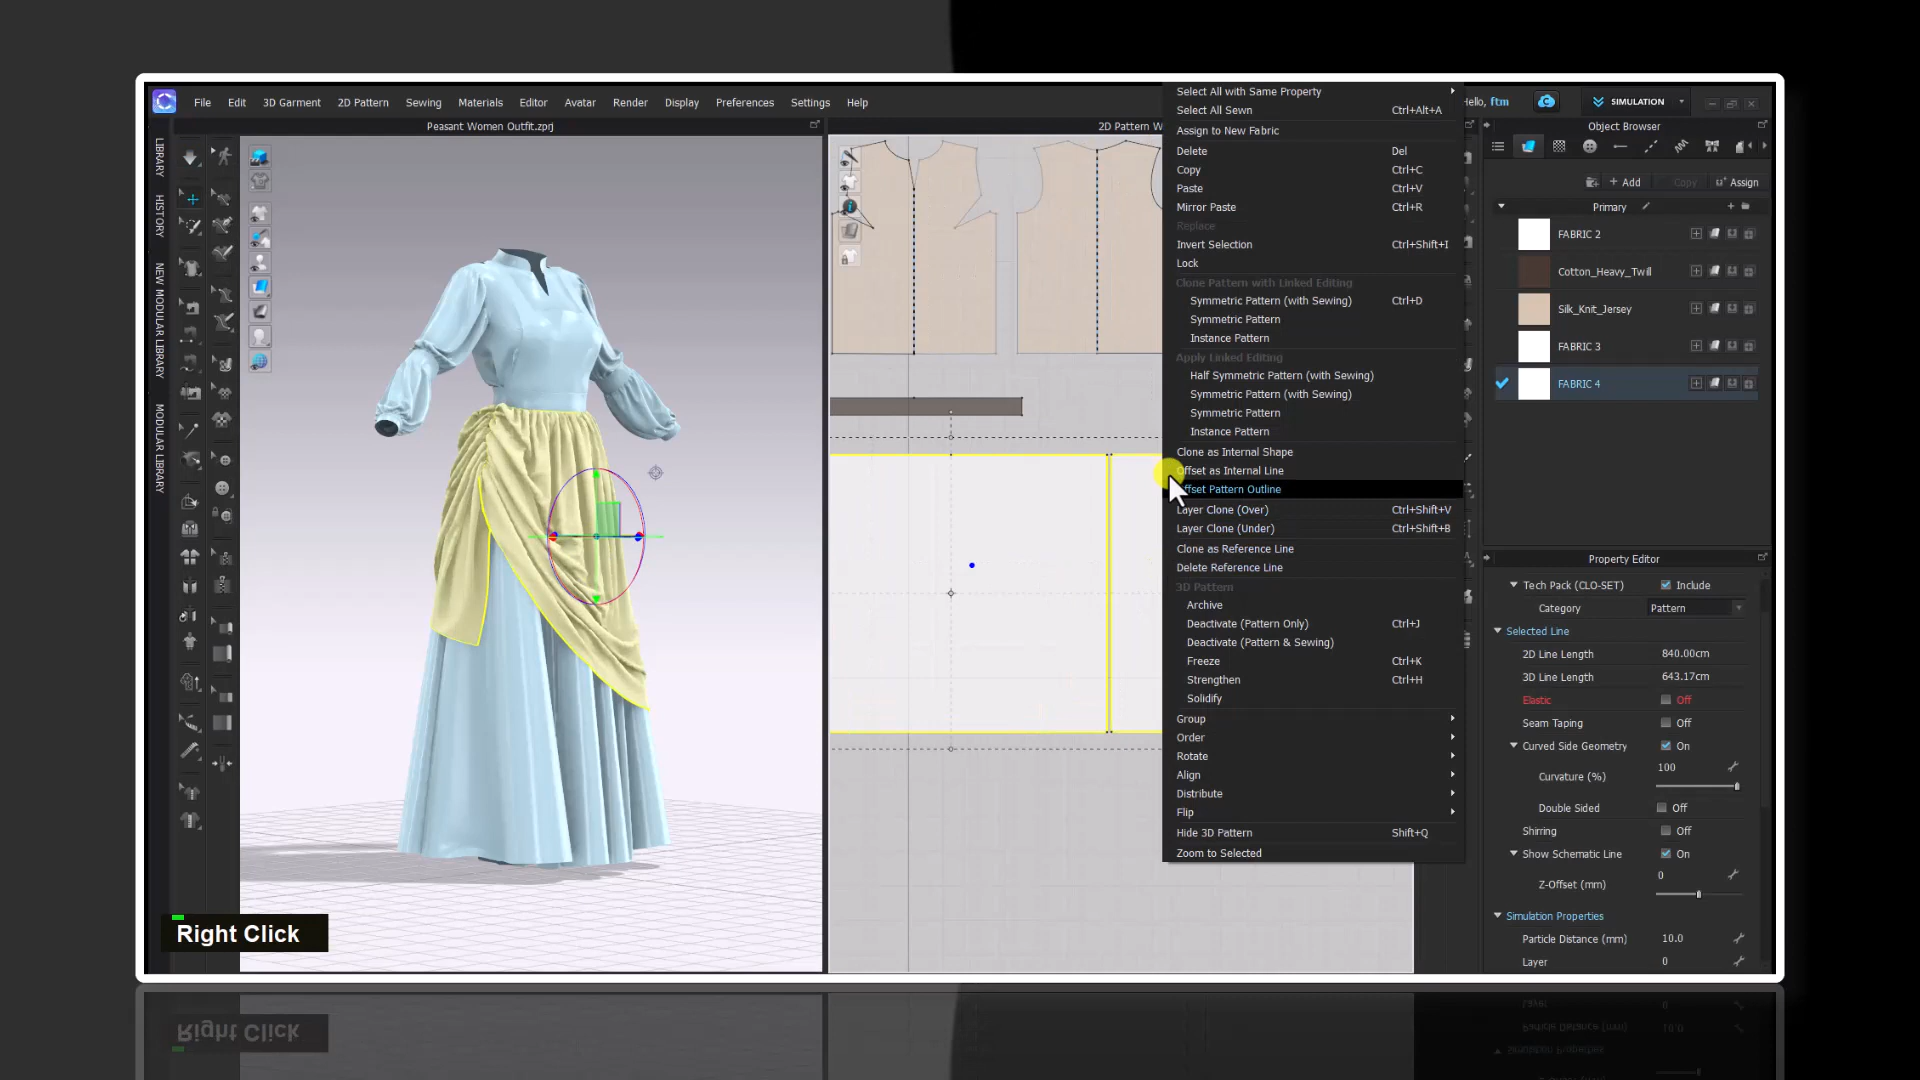 File Edit 3D Garment 2D Pattern Sewing Materials Editor Avatar Render Display Preferences Settings Help
Hello, ftm
SIMULATION
Peasant Women Outfit.zprj
2D Pattern W
LIBRARY
HISTORY
NEW MODULAR LIBRARY
MODULAR LIBRARY
Select All with Same Property
Select All Sewn Ctrl+Alt+A
Assign to New Fabric
Delete Del
Copy Ctrl+C
Paste Ctrl+V
Mirror Paste Ctrl+R
Replace
Invert Selection Ctrl+Shift+I
Lock
Clone Pattern with Linked Editing
Symmetric Pattern (with Sewing) Ctrl+D
Symmetric Pattern
Instance Pattern
Apply Linked Editing
Half Symmetric Pattern (with Sewing)
Symmetric Pattern (with Sewing)
Symmetric Pattern
Instance Pattern
Clone as Internal Shape
Offset as Internal Line
ffset Pattern Outline
Layer Clone (Over) Ctrl+Shift+V
Layer Clone (Under) Ctrl+Shift+B
Clone as Reference Line
Delete Reference Line
3D Pattern
Archive
Deactivate (Pattern Only) Ctrl+J
Deactivate (Pattern & Sewing)
Freeze Ctrl+K
Strengthen Ctrl+H
Solidify
Group
Order
Rotate
Align
Distribute
Flip
Hide 3D Pattern Shift+Q
Zoom to Selected
Object Browser
+ Add Copy Assign
Primary
FABRIC 2
Cotton_Heavy_Twill
Silk_Knit_Jersey
FABRIC 3
FABRIC 4
Property Editor
Tech Pack (CLO-SET) Include
Category Pattern
Selected Line
2D Line Length 840.00cm
3D Line Length 643.17cm
Elastic Off
Seam Taping Off
Curved Side Geometry On
Curvature (%) 100
Double Sided Off
Shirring Off
Show Schematic Line On
Z-Offset (mm) 0
Simulation Properties
Particle Distance (mm) 10.0
Layer 0
Right Click